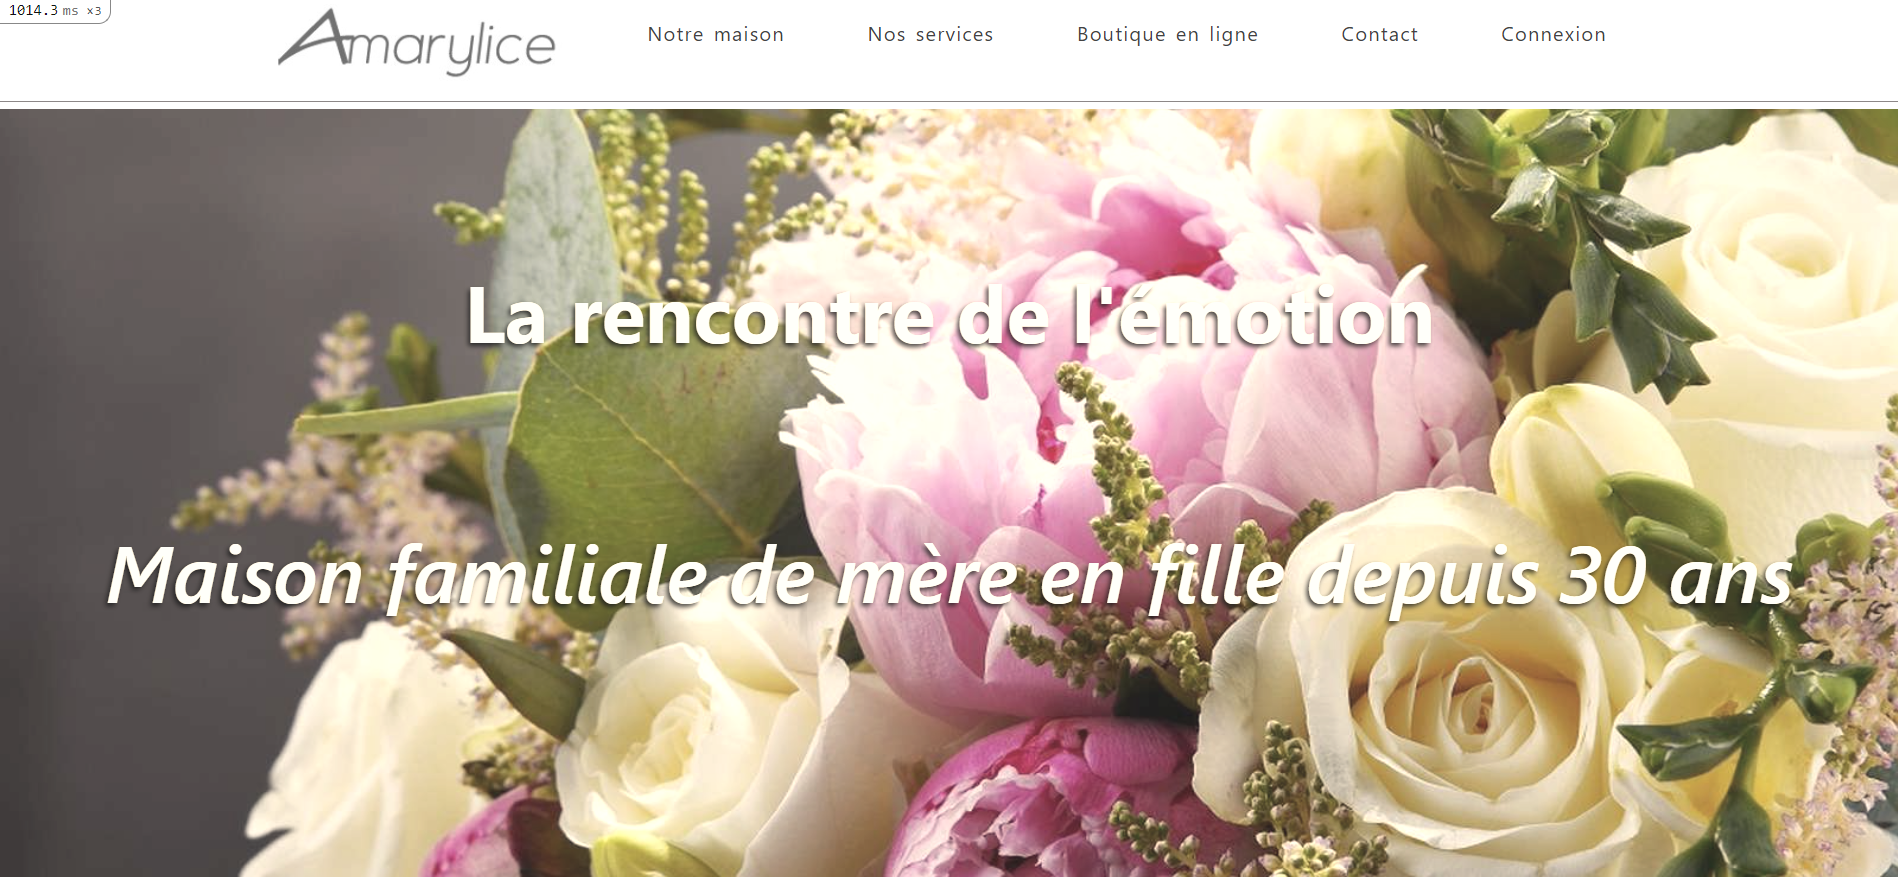 1014.3 ms ×3
Amarylice
Notre maison
Nos services
Boutique en ligne
Contact
Connexion
La rencontre de l'émotion
Maison familiale de mère en fille depuis 30 ans